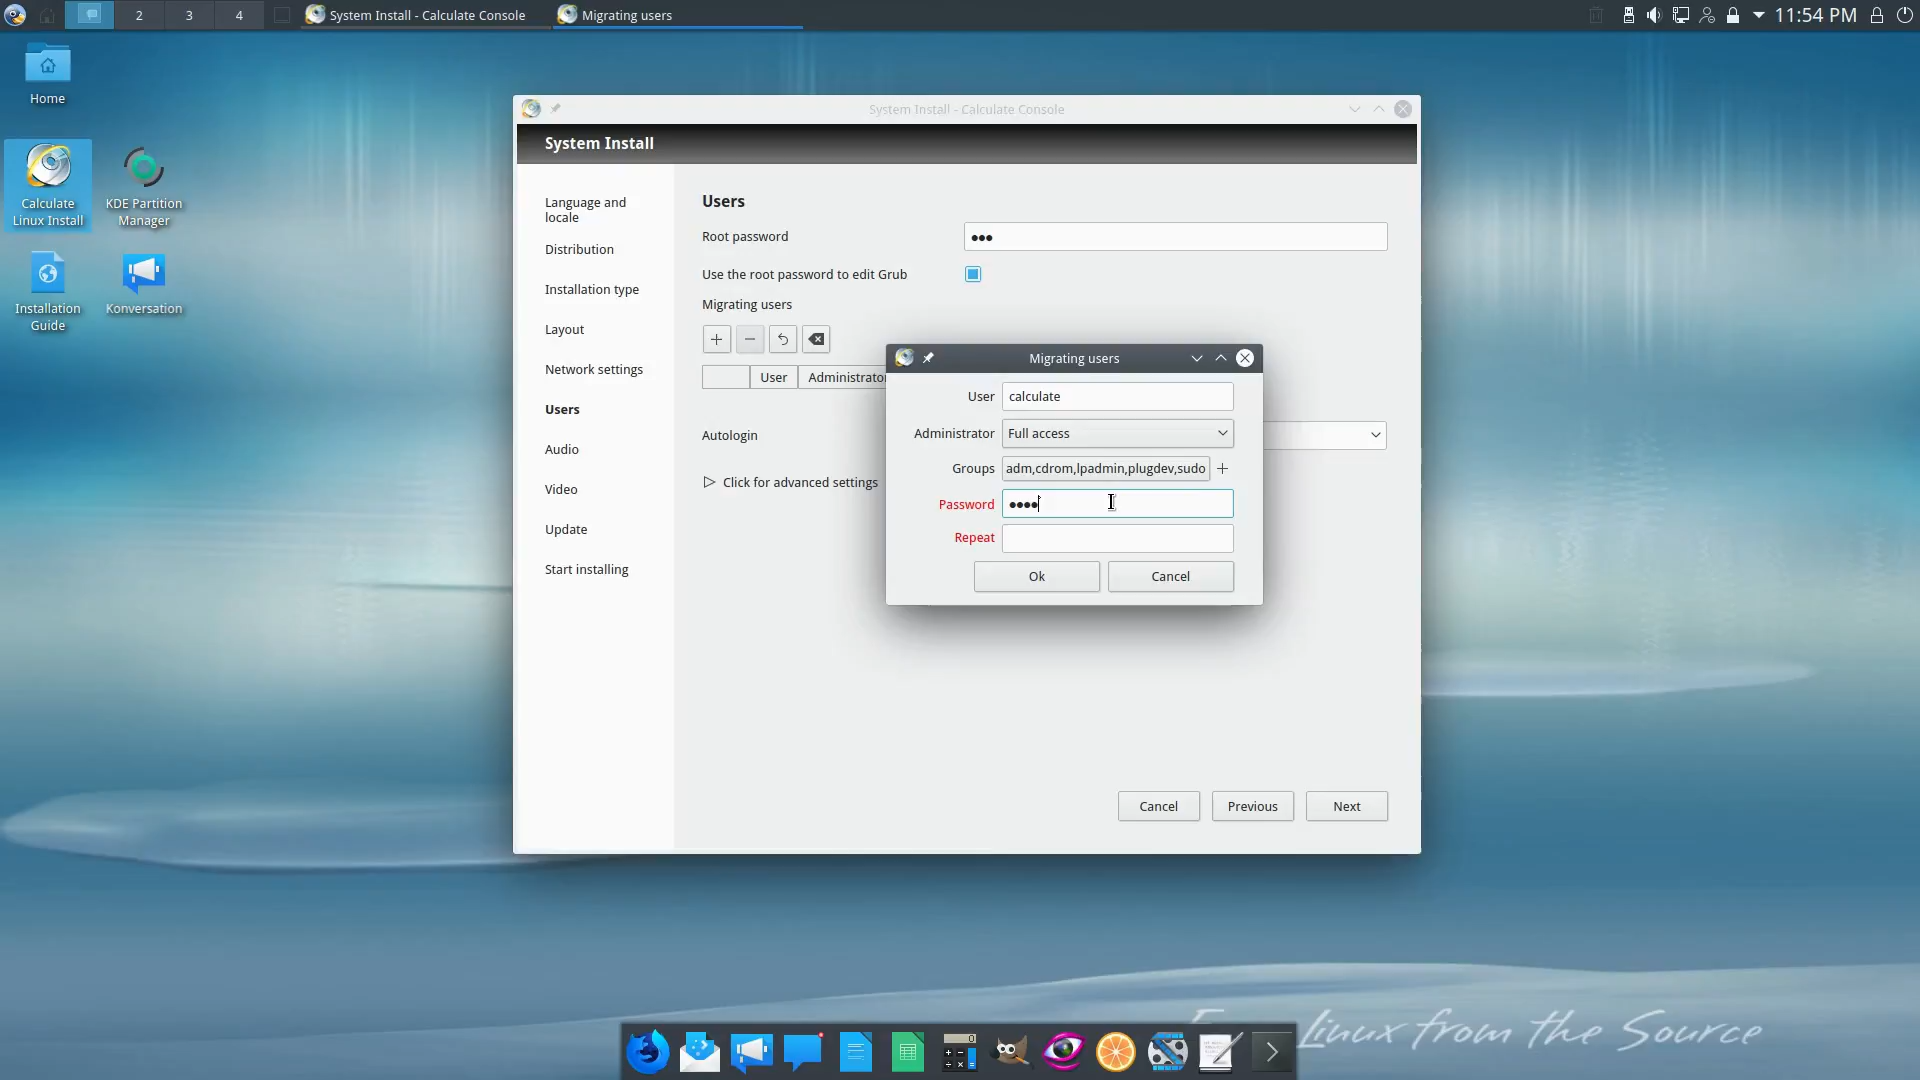 2
3
4
System Install - Calculate Console
Migrating users
11:54 PM
Home
Calculate
Linux Install
KDE Partition
Manager
Installation
Guide
Konversation
System Install - Calculate Console
System Install
Language and
locale
Distribution
Installation type
Layout
Network settings
Users
Audio
Video
Update
Start installing
Users
Root password
Use the root password to edit Grub
Migrating users
User
Administrator
Autologin
Click for advanced settings
Migrating users
User
calculate
Administrator
Full access
Groups
adm,cdrom,lpadmin,plugdev,sudo
Password
Repeat
Ok
Cancel
Cancel
Previous
Next
Linux from the Source